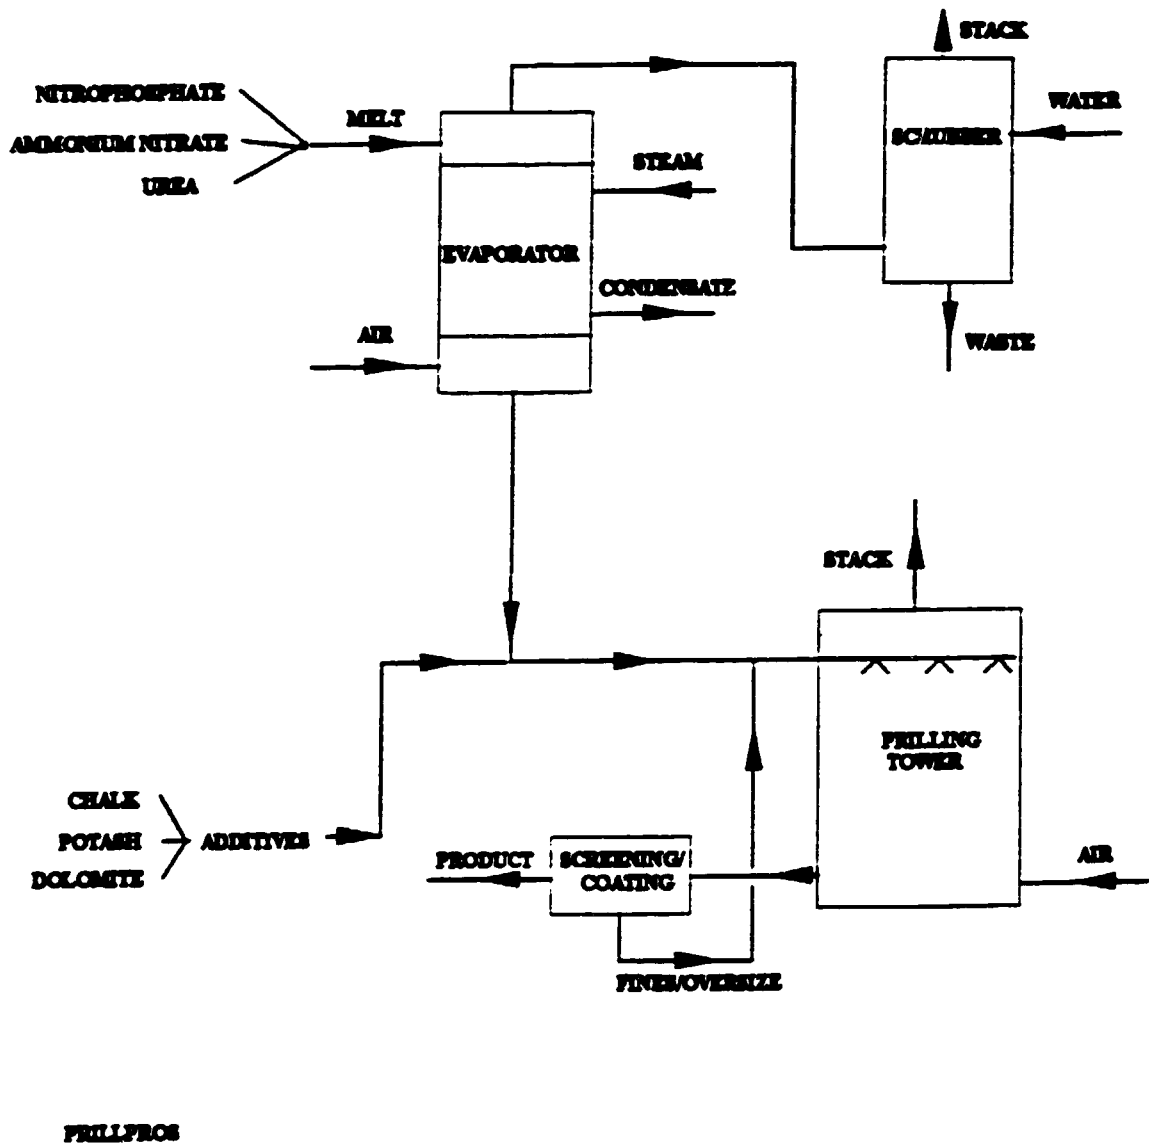 STACK
NITROPHOSPHATE
MELT
WATER
AMMONIUM NITRATE
SCRUBBER
STEAM
UREA
EVAPORATOR
CONDENSATE
AIR
WASTE
STACK
PRILLING
TOWER
CHALK
POTASH
ADDITIVES
DOLOMITE
PRODUCT
SCREENING/
COATING
AIR
FINES/OVERSIZE
PRILLPROS